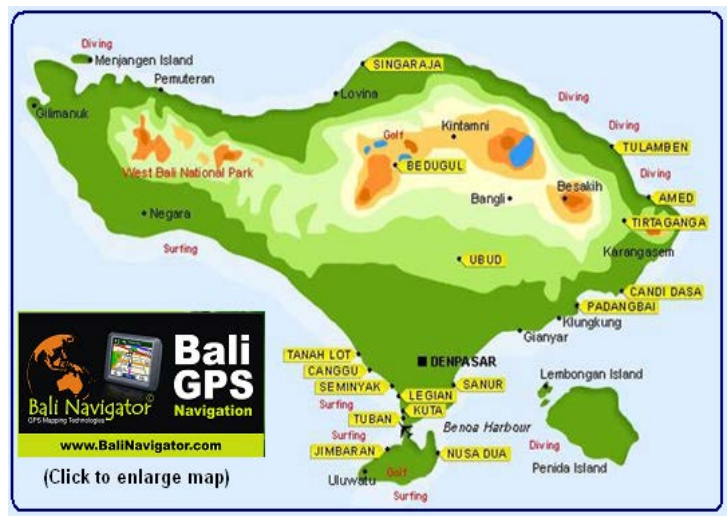 Diving
Menjangen Island
Pemuteran
Gilimanuk
SINGARAJA
Lovina
Diving
Golf
Kintamni
Diving
TULAMBEN
BEDUGUL
West Bali National Park
Diving
Besakih
Bangli
AMED
Negara
TIRTAGANGA
Surfing
Karangasem
UBUD
CANDI DASA
PADANGBAI
Klungkung
Gianyar
TANAH LOT
DENPASAR
CANGGU
Lembongan Island
SEMINYAK
SANUR
LEGIAN
Surfing
KUTA
TUBAN
Benoa Harbour
Surfing
Diving
JIMBARAN
NUSA DUA
Penida Island
Golf
Uluwatu
Surfing
Bali
GPS
Navigation
Bali Navigator©
GPS Mapping Technologies
www.BaliNavigator.com
(Click to enlarge map)